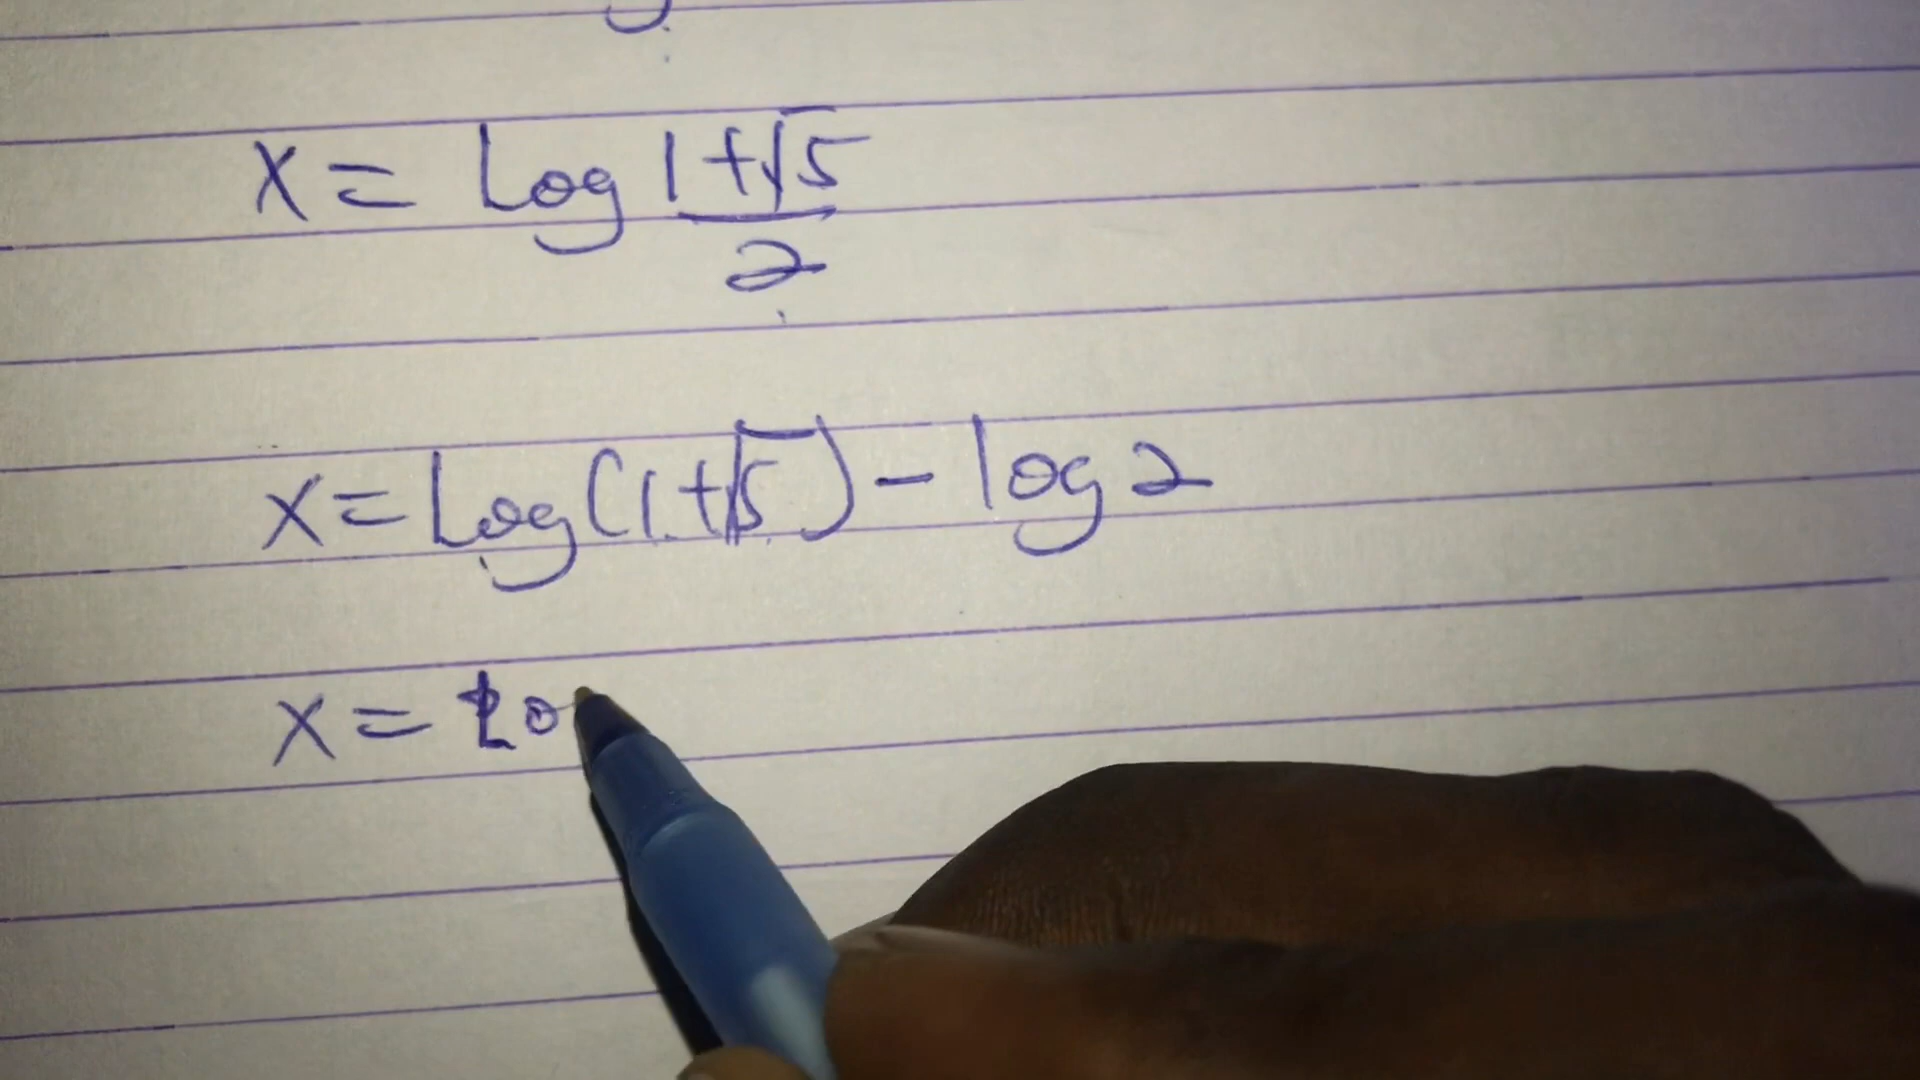 x = log 1+√5
2
x = log(1+√5) - log 2
x = lo